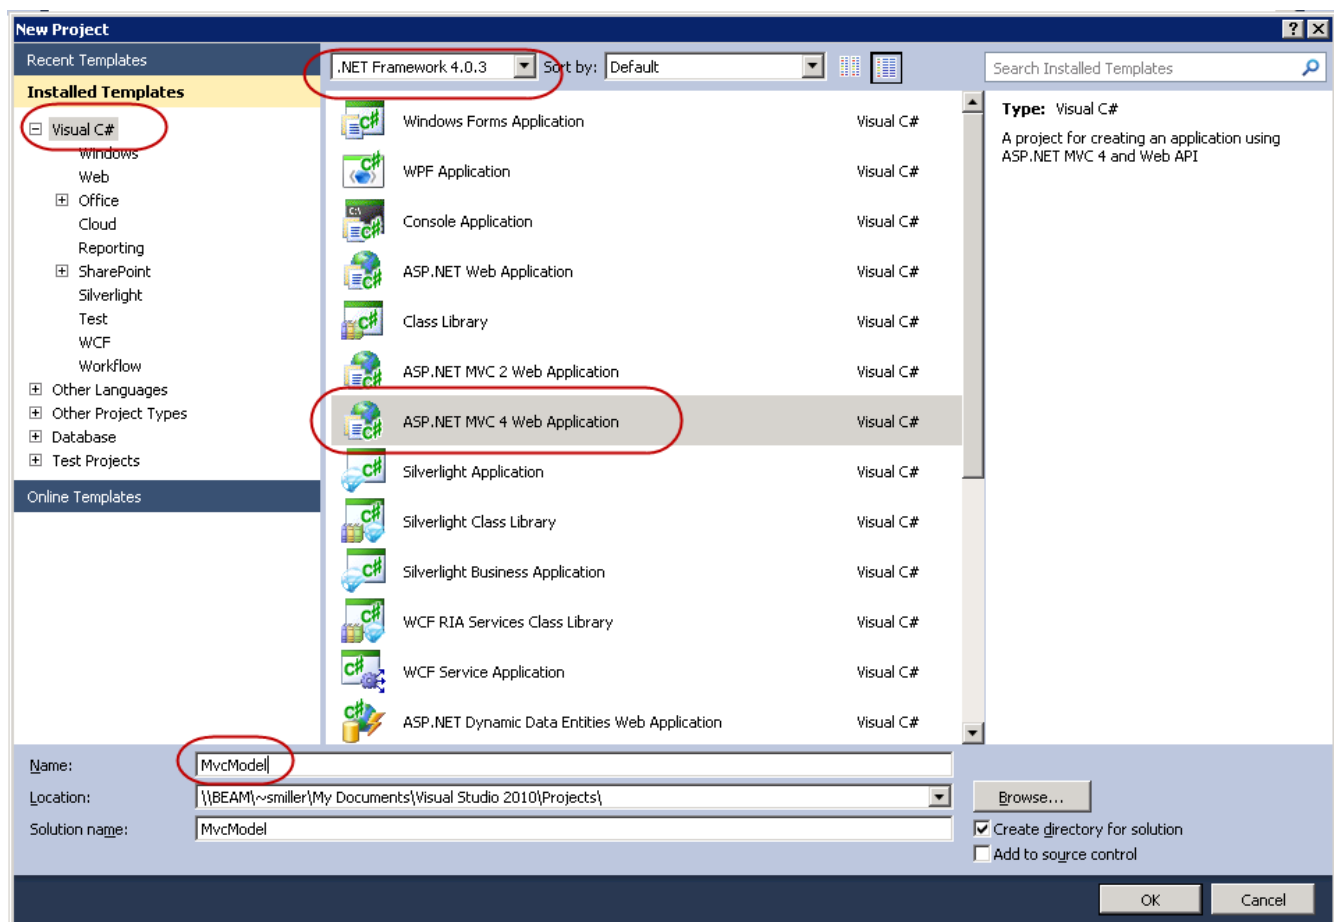 New Project
Recent Templates
Installed Templates
Visual C#
Windows
Web
Office
Cloud
Reporting
SharePoint
Silverlight
Test
WCF
Workflow
Other Languages
Other Project Types
Database
Test Projects
Online Templates
.NET Framework 4.0.3 Sort by: Default
Windows Forms Application Visual C#
WPF Application Visual C#
Console Application Visual C#
ASP.NET Web Application Visual C#
Class Library Visual C#
ASP.NET MVC 2 Web Application Visual C#
ASP.NET MVC 4 Web Application Visual C#
Silverlight Application Visual C#
Silverlight Class Library Visual C#
Silverlight Business Application Visual C#
WCF RIA Services Class Library Visual C#
WCF Service Application Visual C#
ASP.NET Dynamic Data Entities Web Application Visual C#
Search Installed Templates
Type: Visual C#
A project for creating an application using
ASP.NET MVC 4 and Web API
Name: MvcModel
Location: \\BEAM\~smiller\My Documents\Visual Studio 2010\Projects\
Browse...
Solution name: MvcModel
Create directory for solution
Add to source control
OK Cancel